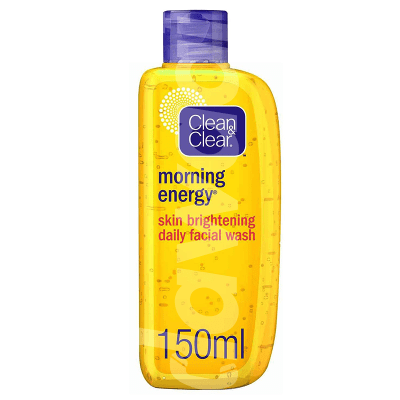 Clean &
Clear®
morning
energy®
skin brightening
daily facial wash
150ml